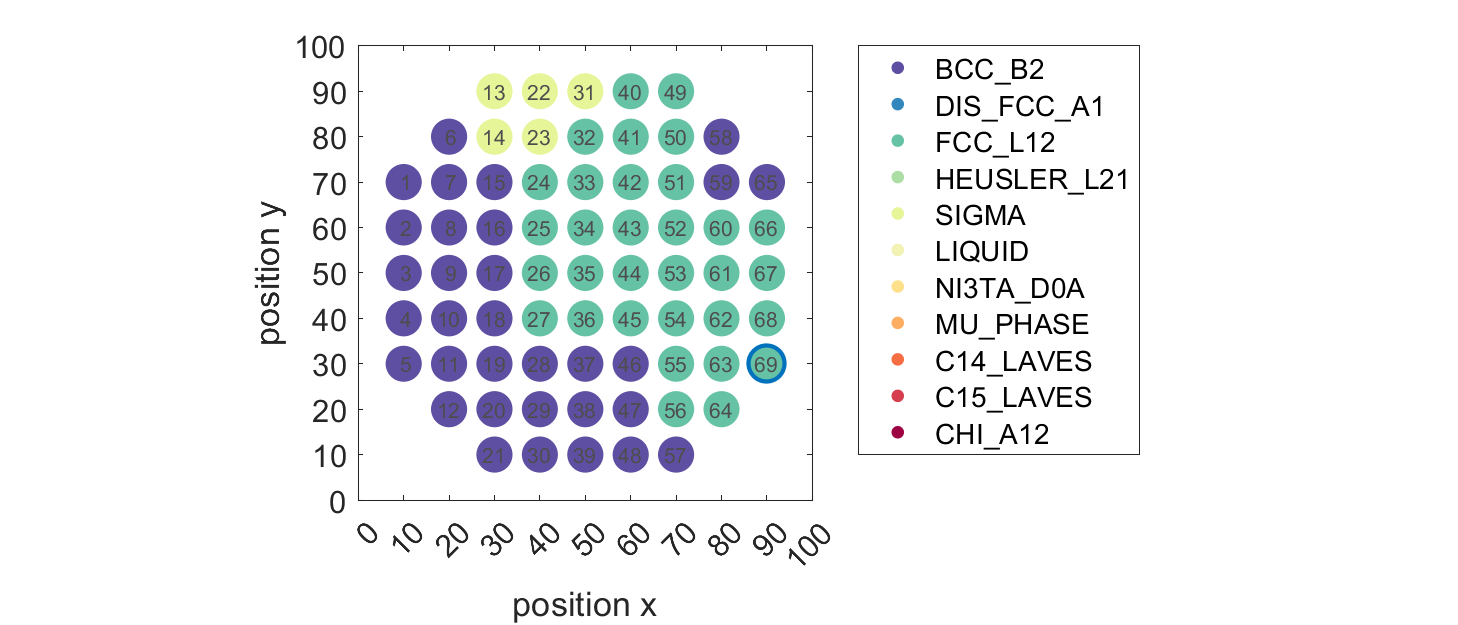 100
90
80
70
60
50
40
30
20
10
0
position y
13 22 31 40 49
6 14 23 32 41 50 58
1 7 15 24 33 42 51 59 65
2 8 16 25 34 43 52 60 66
3 9 17 26 35 44 53 61 67
4 10 18 27 36 45 54 62 68
5 11 19 28 37 46 55 63 69
12 20 29 38 47 56 64
21 30 39 48 57
0 10 20 30 40 50 60 70 80 90 100
position x
BCC_B2
DIS_FCC_A1
FCC_L12
HEUSLER_L21
SIGMA
LIQUID
NI3TA_D0A
MU_PHASE
C14_LAVES
C15_LAVES
CHI_A12